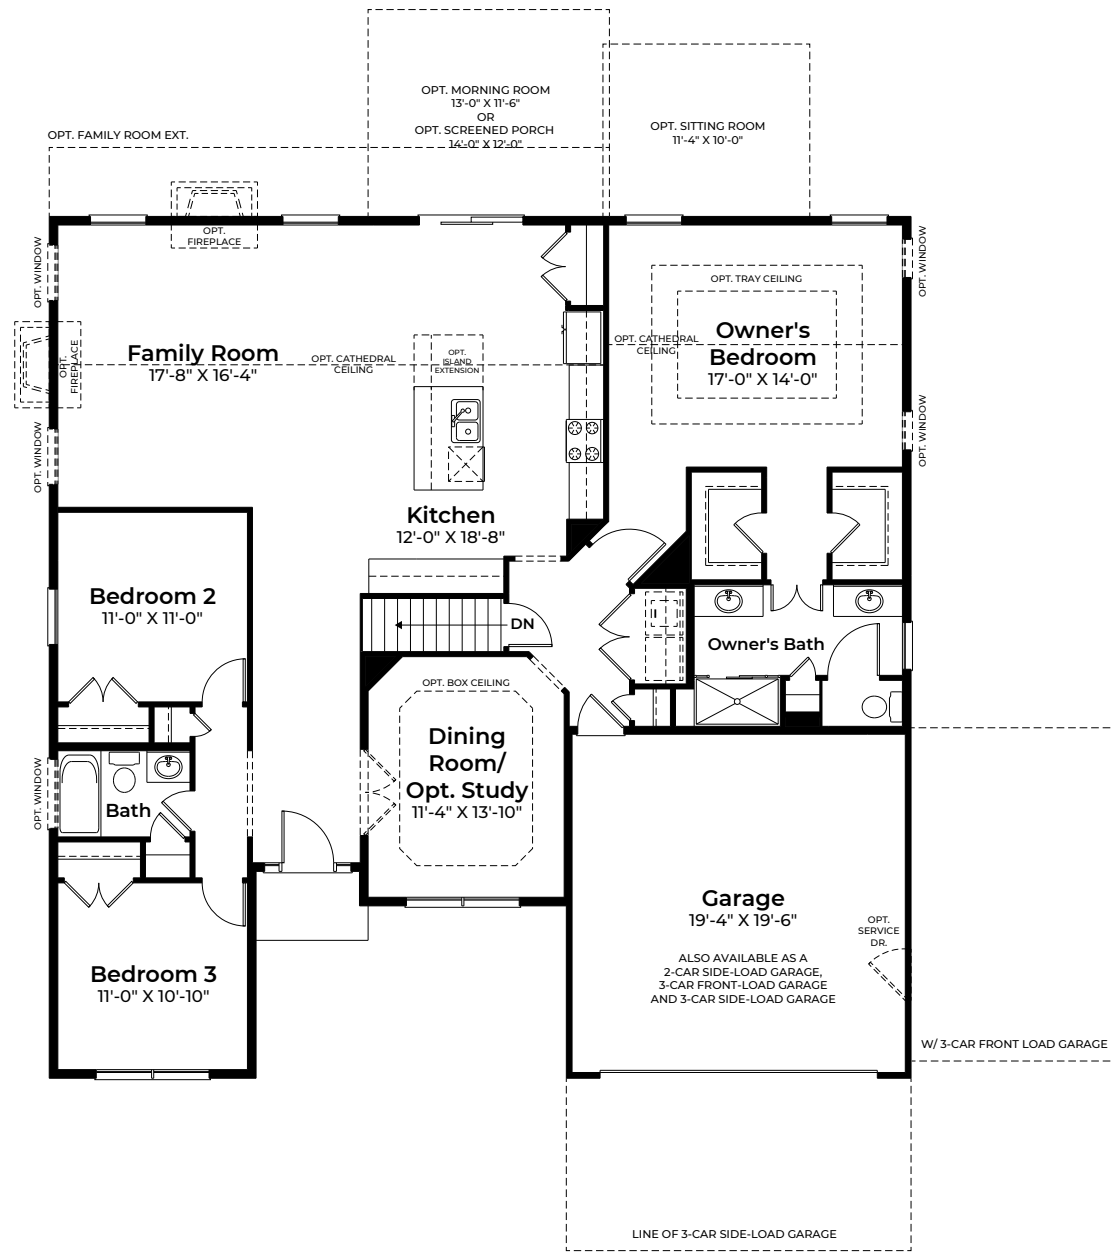 OPT. MORNING ROOM
13'-0" X 11'-6"
OR
OPT. SCREENED PORCH
14'-0" X 12'-0"
OPT. SITTING ROOM
11'-4" X 10'-0"
OPT. FAMILY ROOM EXT.
OPT.
FIREPLACE
OPT. WINDOW
OPT. WINDOW
OPT. TRAY CEILING
Owner's
Bedroom
17'-0" X 14'-0"
OPT. CATHEDRAL
CEILING
OPT.
FIREPLACE
Family Room
17'-8" X 16'-4"
OPT. CATHEDRAL
CEILING
OPT.
ISLAND
EXTENSION
OPT. WINDOW
OPT. WINDOW
Kitchen
12'-0" X 18'-8"
Bedroom 2
11'-0" X 11'-0"
DN
Owner's Bath
OPT. BOX CEILING
Dining
Room/
Opt. Study
11'-4" X 13'-10"
OPT. WINDOW
Bath
Garage
19'-4" X 19'-6"
OPT.
SERVICE
DR.
ALSO AVAILABLE AS A
2-CAR SIDE-LOAD GARAGE,
3-CAR FRONT-LOAD GARAGE
AND 3-CAR SIDE-LOAD GARAGE
Bedroom 3
11'-0" X 10'-10"
W/ 3-CAR FRONT LOAD GARAGE
LINE OF 3-CAR SIDE-LOAD GARAGE